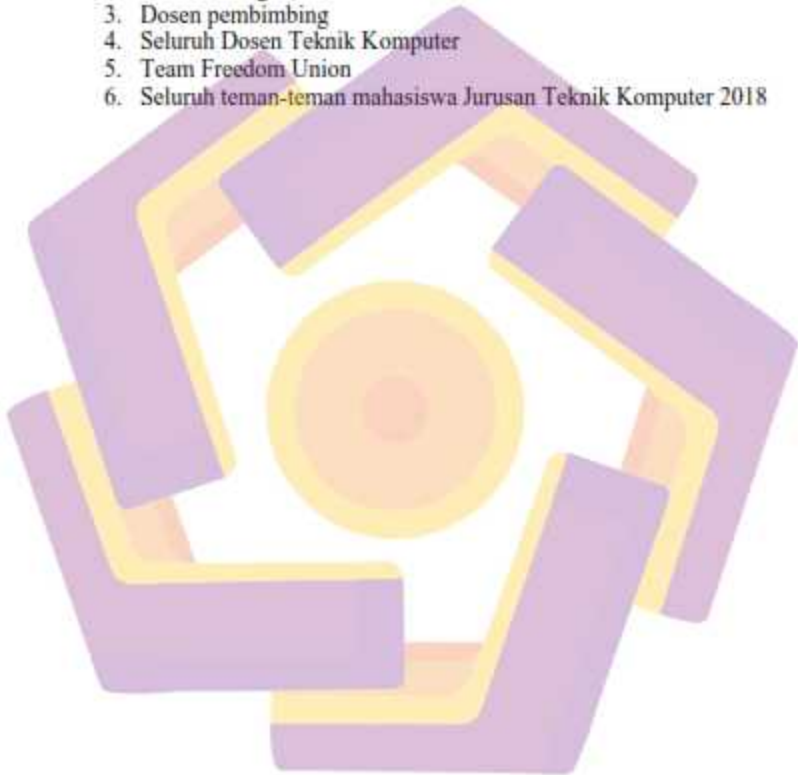 3. Dosen pembimbing
4. Seluruh Dosen Teknik Komputer
5. Team Freedom Union
6. Seluruh teman-teman mahasiswa Jurusan Teknik Komputer 2018